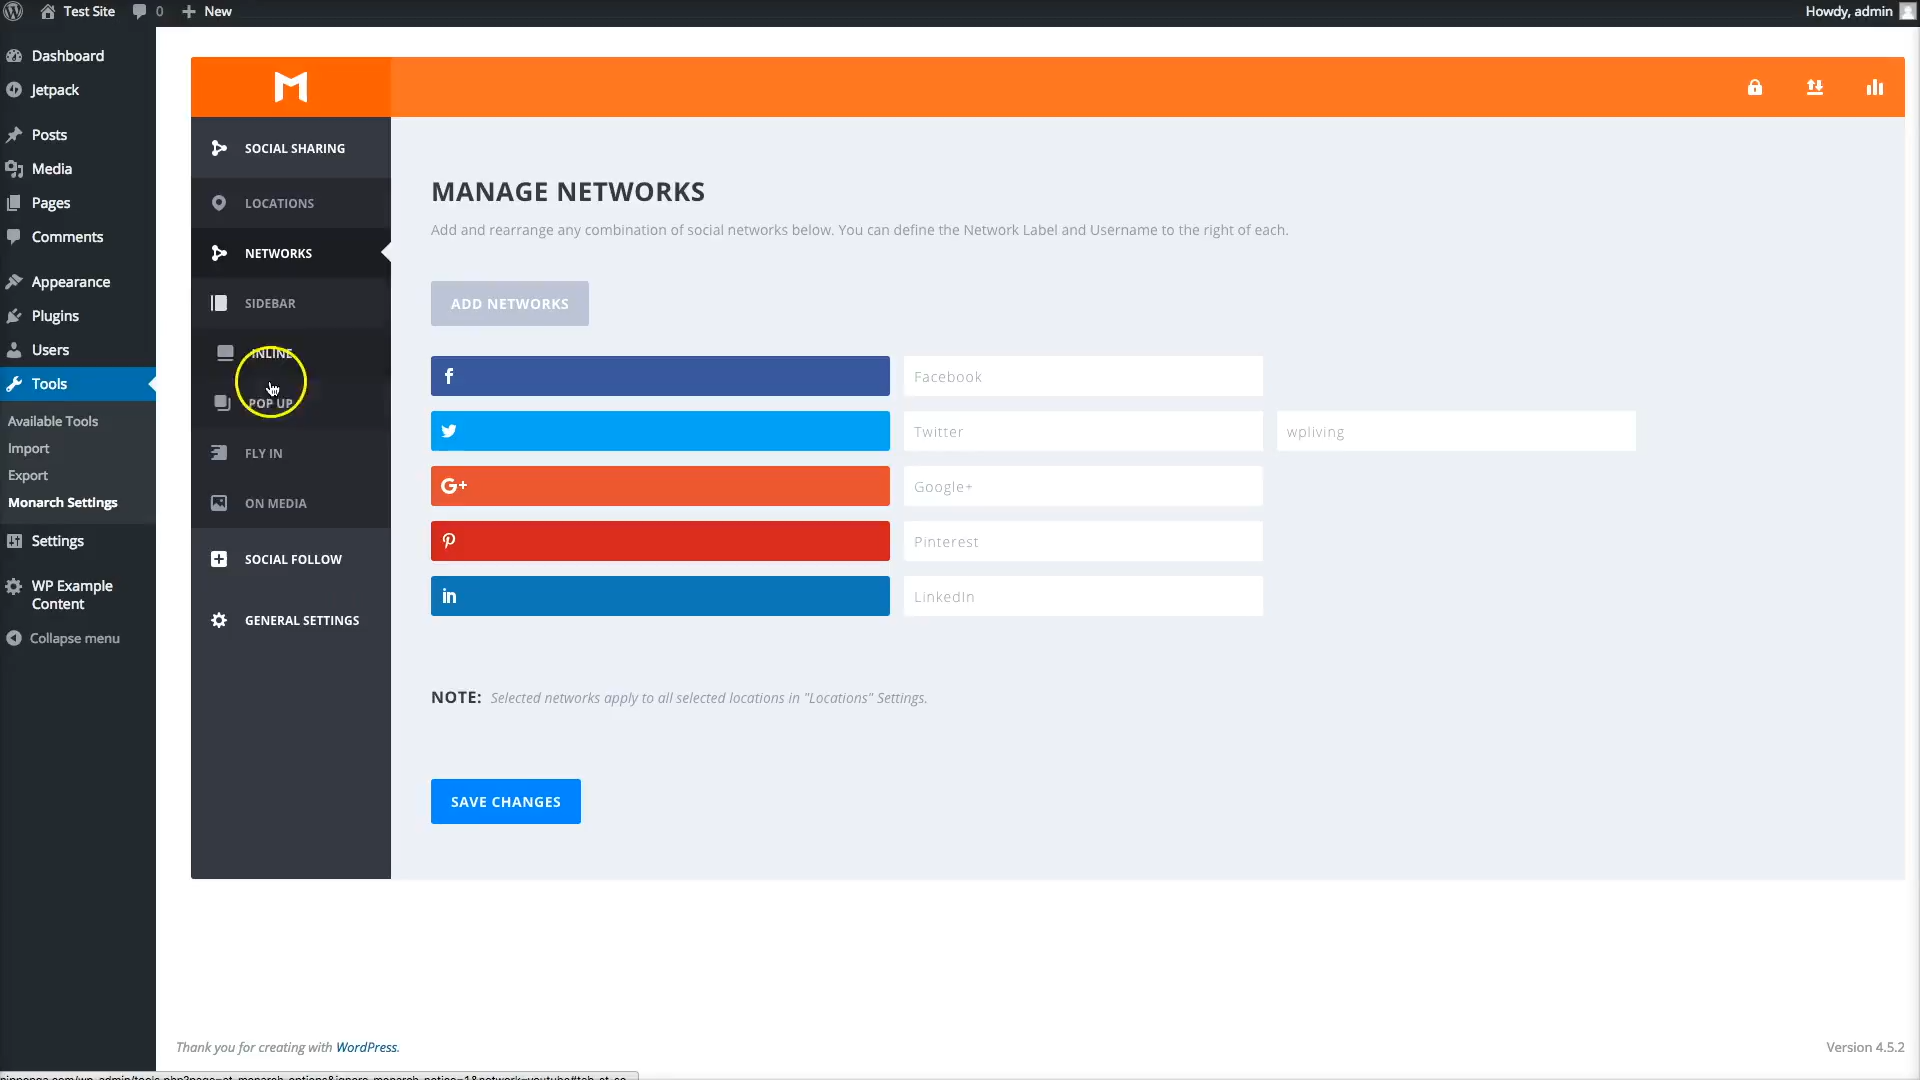 Test Site
0
New
Howdy, admin
Dashboard
Jetpack
Posts
Media
Pages
Comments
Appearance
Plugins
Users
Tools
Available Tools
Import
Export
Monarch Settings
Settings
WP Example
Content
Collapse menu
SOCIAL SHARING
LOCATIONS
NETWORKS
SIDEBAR
INLINE
POP UP
FLY IN
ON MEDIA
SOCIAL FOLLOW
GENERAL SETTINGS
MANAGE NETWORKS
Add and rearrange any combination of social networks below. You can define the Network Label and Username to the right of each.
ADD NETWORKS
Facebook
Twitter
wpliving
G+
Google+
Pinterest
in
LinkedIn
NOTE: Selected networks apply to all selected locations in "Locations" Settings.
SAVE CHANGES
Thank you for creating with WordPress.
Version 4.5.2